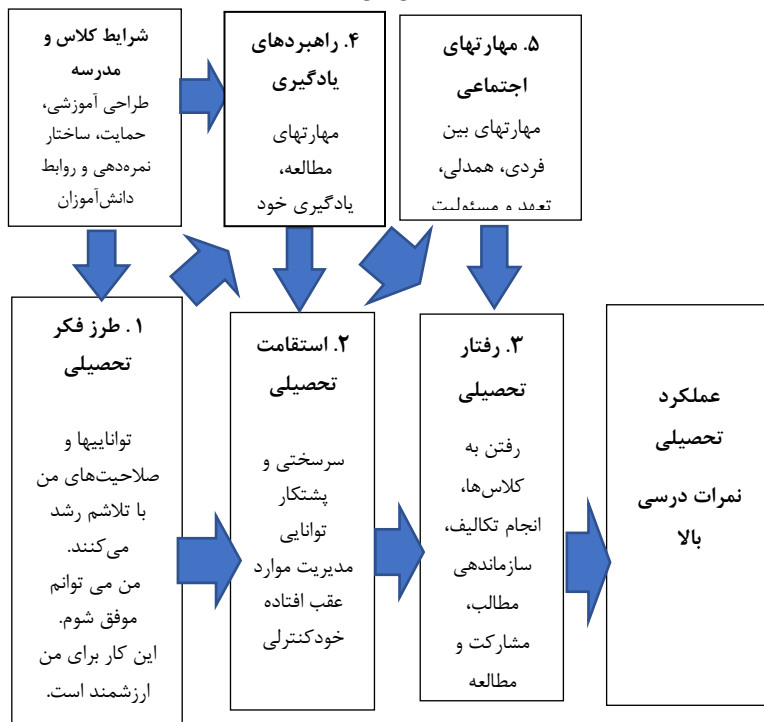 شرایط کلاس و
مدرسه
طراحی آموزشی،
حمایت، ساختار
نمره‌دهی و روابط
دانش‌آموزان
۴. راهبردهای
یادگیری
مهارتهای
مطالعه،
یادگیری خود
۵. مهارتهای
اجتماعی
مهارتهای بین
فردی، همدلی،
تعهد و مسئولیت
۱. طرز فکر
تحصیلی
تواناییها و
صلاحیت‌های من
با تلاشم رشد
می‌کنند.
من می توانم
موفق شوم.
این کار برای من
ارزشمند است.
۲. استقامت
تحصیلی
سرسختی و
پشتکار
توانایی
مدیریت موارد
عقب افتاده
خودکنترلی
۳. رفتار
تحصیلی
رفتن به
کلاس‌ها،
انجام تکالیف،
سازماندهی
مطالب،
مشارکت و
مطالعه
عملکرد
تحصیلی
نمرات درسی
بالا